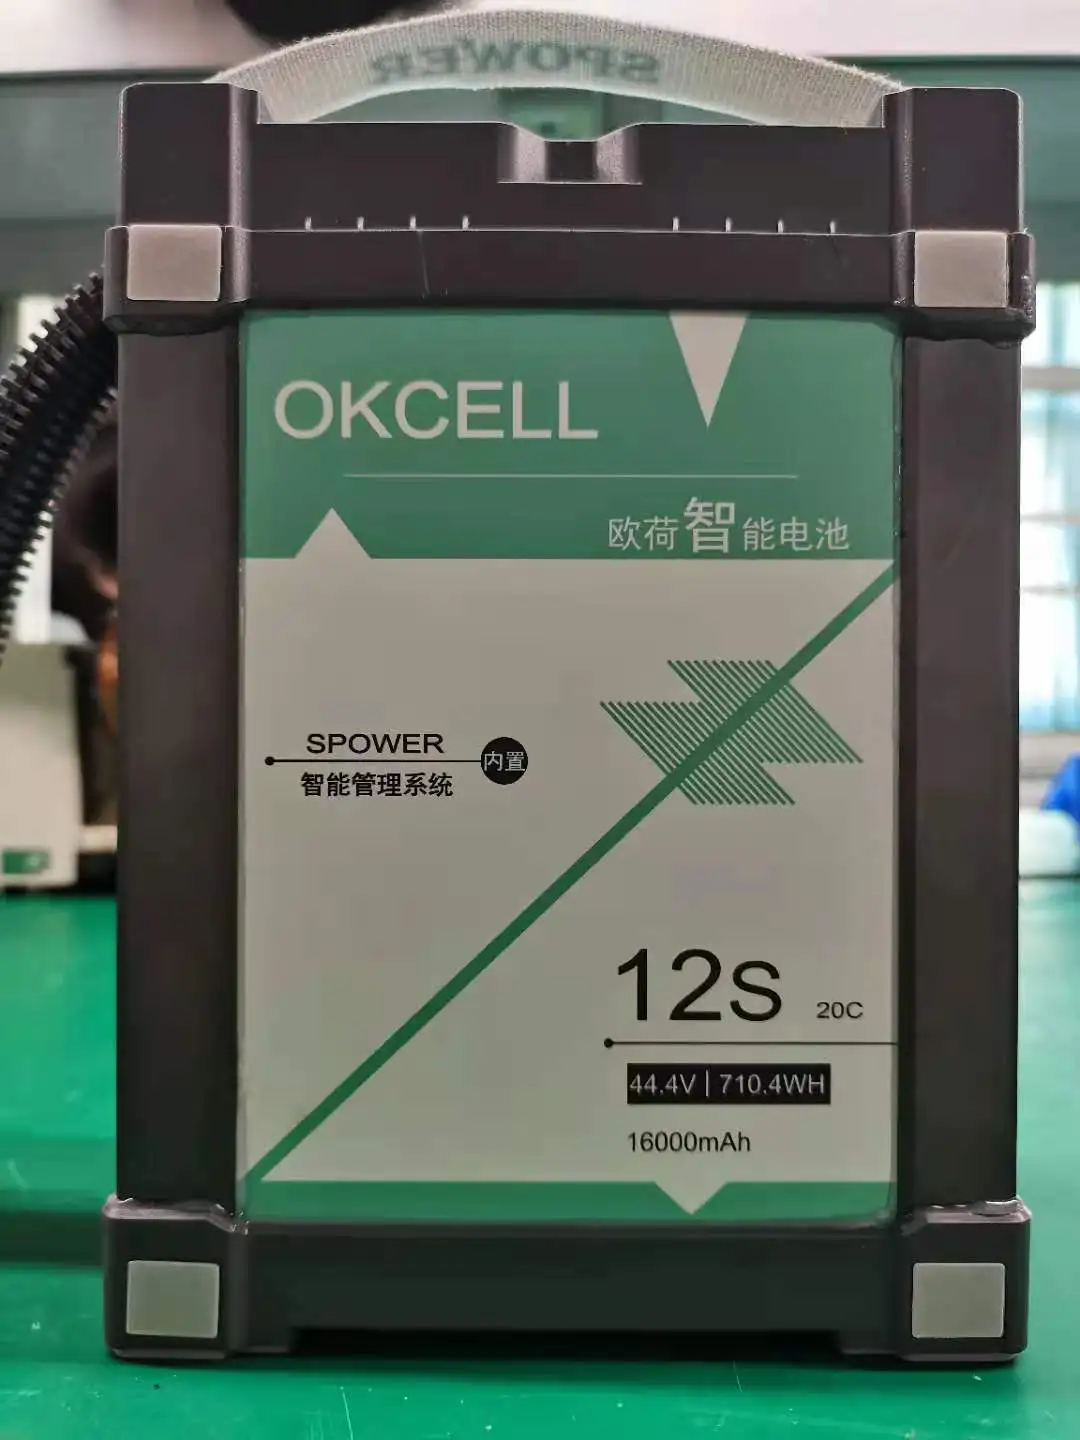 SPOWER
OKCELL
欧荷智能电池
SPOWER
内置
智能管理系统
12S 20C
44.4V | 710.4WH
16000mAh